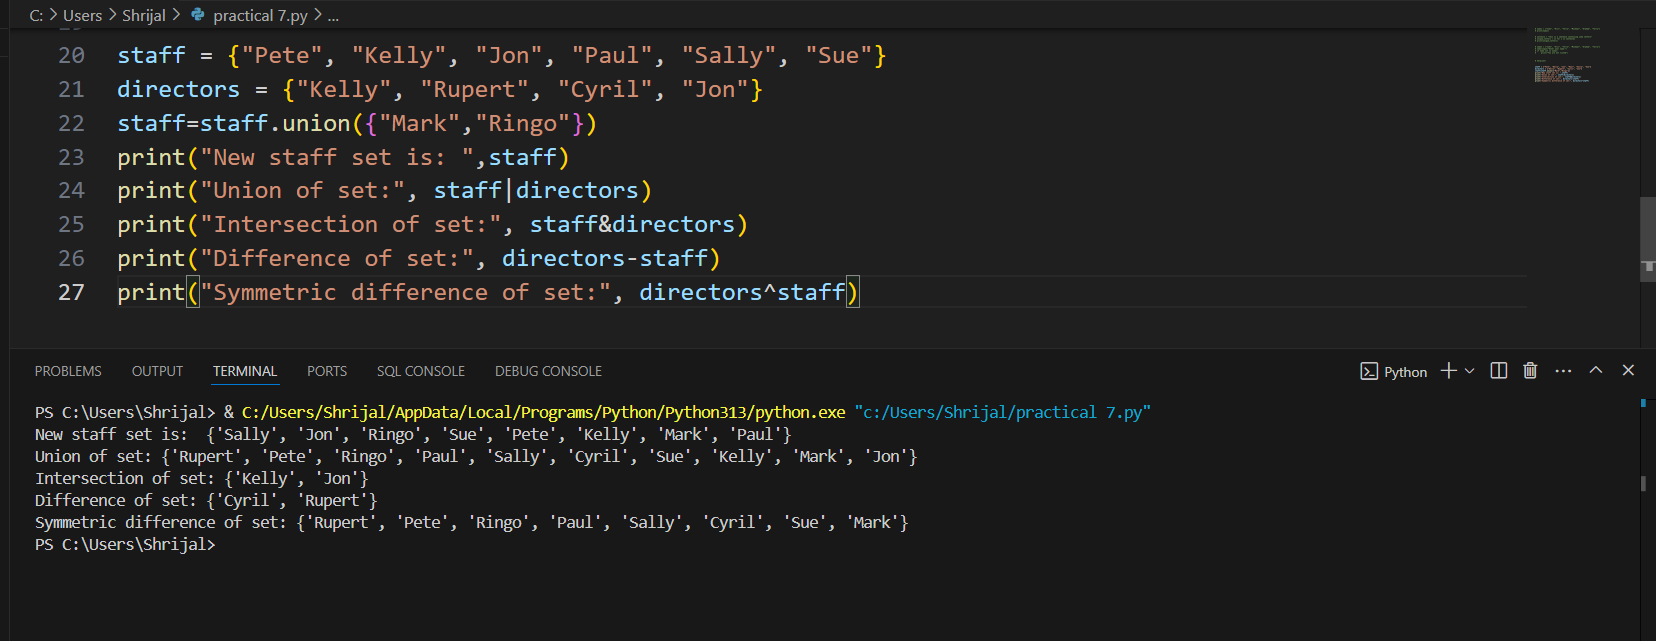 C: > Users > Shrijal > practical 7.py > ...
20 staff = {"Pete", "Kelly", "Jon", "Paul", "Sally", "Sue"}
21 directors = {"Kelly", "Rupert", "Cyril", "Jon"}
22 staff=staff.union({"Mark","Ringo"})
23 print("New staff set is: ",staff)
24 print("Union of set:", staff|directors)
25 print("Intersection of set:", staff&directors)
26 print("Difference of set:", directors-staff)
27 print("Symmetric difference of set:", directors^staff)
PROBLEMS OUTPUT TERMINAL PORTS SQL CONSOLE DEBUG CONSOLE Python
PS C:\Users\Shrijal> & C:/Users/Shrijal/AppData/Local/Programs/Python/Python313/python.exe "c:/Users/Shrijal/practical 7.py"
New staff set is:  {'Sally', 'Jon', 'Ringo', 'Sue', 'Pete', 'Kelly', 'Mark', 'Paul'}
Union of set: {'Rupert', 'Pete', 'Ringo', 'Paul', 'Sally', 'Cyril', 'Sue', 'Kelly', 'Mark', 'Jon'}
Intersection of set: {'Kelly', 'Jon'}
Difference of set: {'Cyril', 'Rupert'}
Symmetric difference of set: {'Rupert', 'Pete', 'Ringo', 'Paul', 'Sally', 'Cyril', 'Sue', 'Mark'}
PS C:\Users\Shrijal>